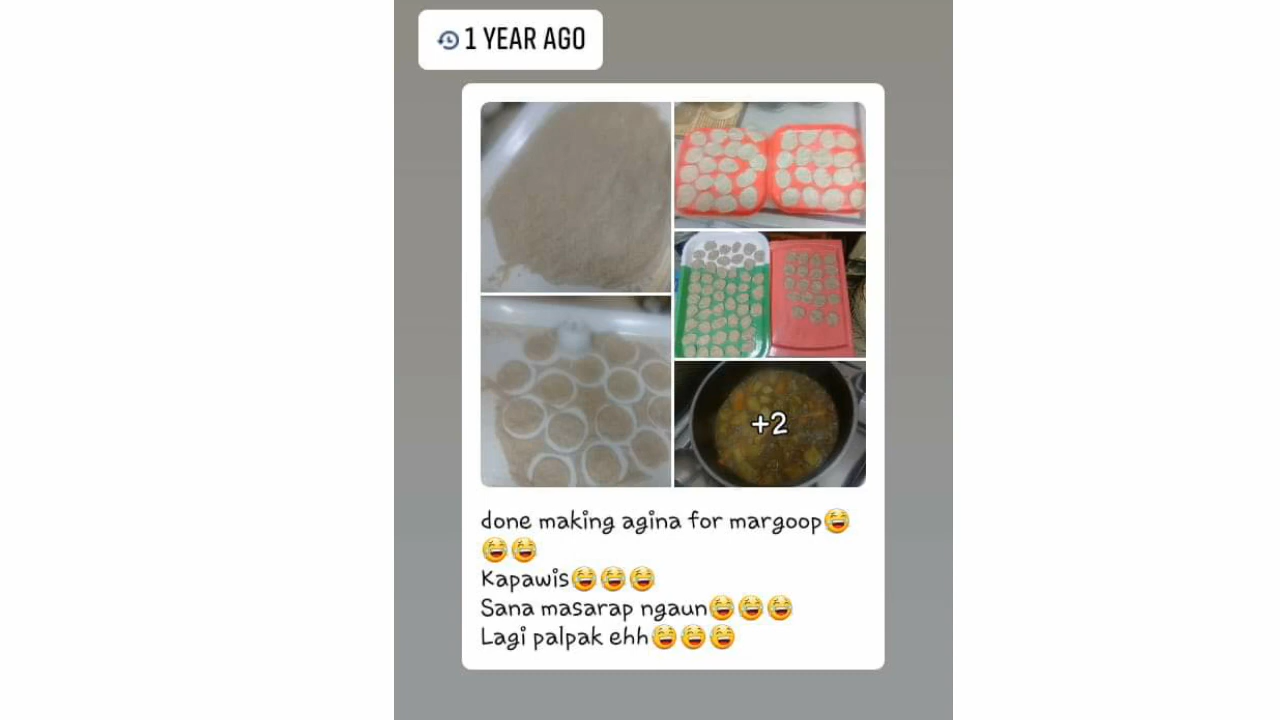 1 YEAR AGO
+2
done making agina for margoop😂
😂😂
Kapawis😂😂😂
Sana masarap ngaun😂😂😂
Lagi palpak ehh😂😂😂